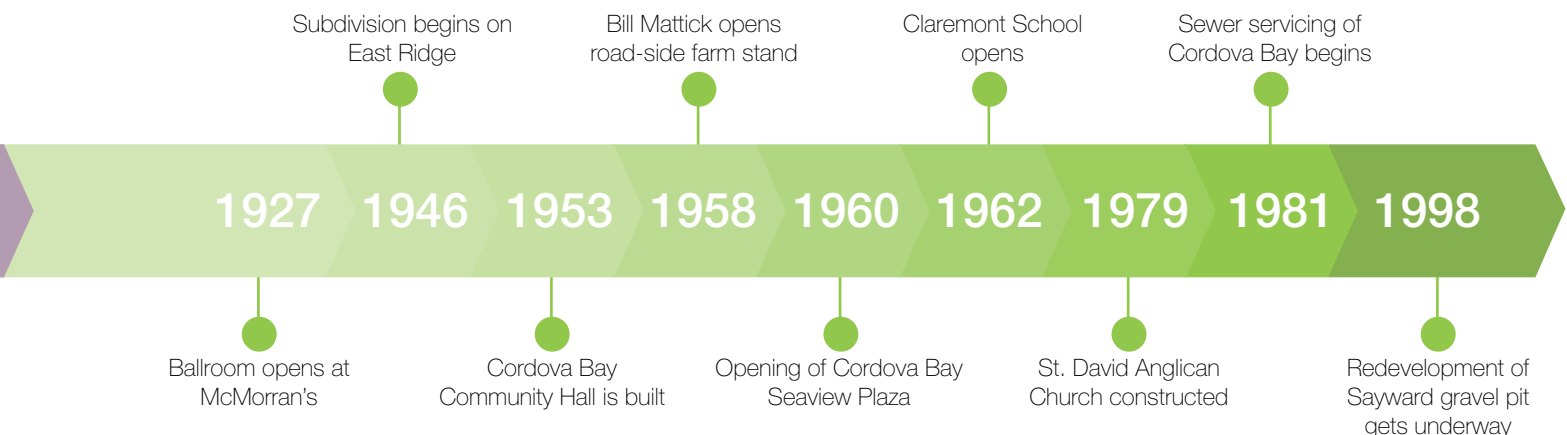 Subdivision begins on
East Ridge
Bill Mattick opens
road-side farm stand
Claremont School
opens
Sewer servicing of
Cordova Bay begins
1927 1946 1953 1958 1960 1962 1979 1981 1998
Ballroom opens at
McMorran's
Cordova Bay
Community Hall is built
Opening of Cordova Bay
Seaview Plaza
St. David Anglican
Church constructed
Redevelopment of
Sayward gravel pit
gets underway